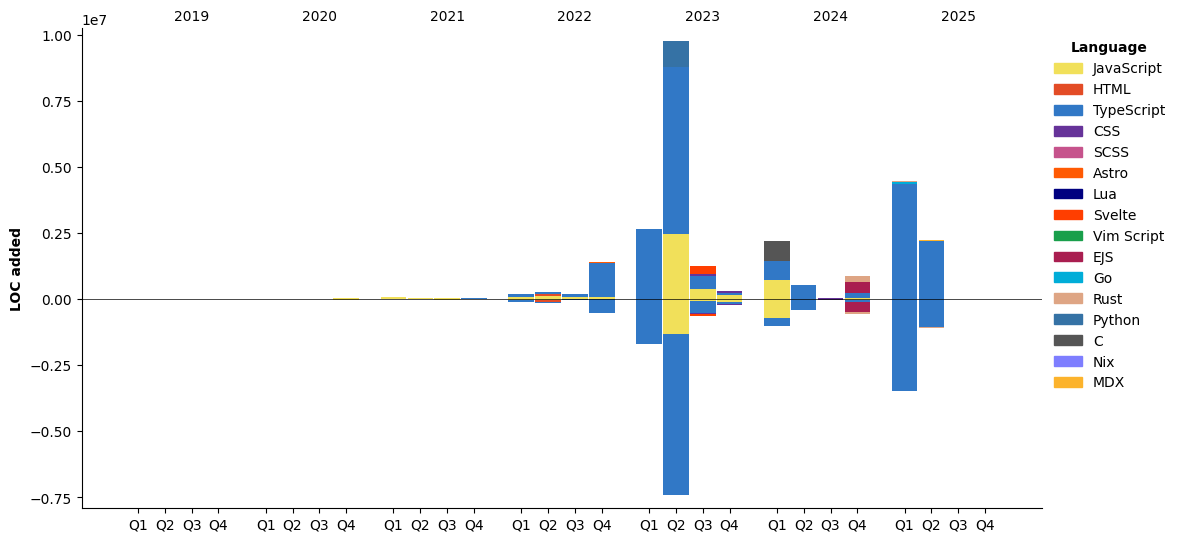 2019 2020 2021 2022 2023 2024 2025
1e7
1.00
0.75
0.50
0.25
0.00
−0.25
−0.50
−0.75
LOC added
Q1 Q2 Q3 Q4 Q1 Q2 Q3 Q4 Q1 Q2 Q3 Q4 Q1 Q2 Q3 Q4 Q1 Q2 Q3 Q4 Q1 Q2 Q3 Q4 Q1 Q2 Q3 Q4
Language
JavaScript
HTML
TypeScript
CSS
SCSS
Astro
Lua
Svelte
Vim Script
EJS
Go
Rust
Python
C
Nix
MDX